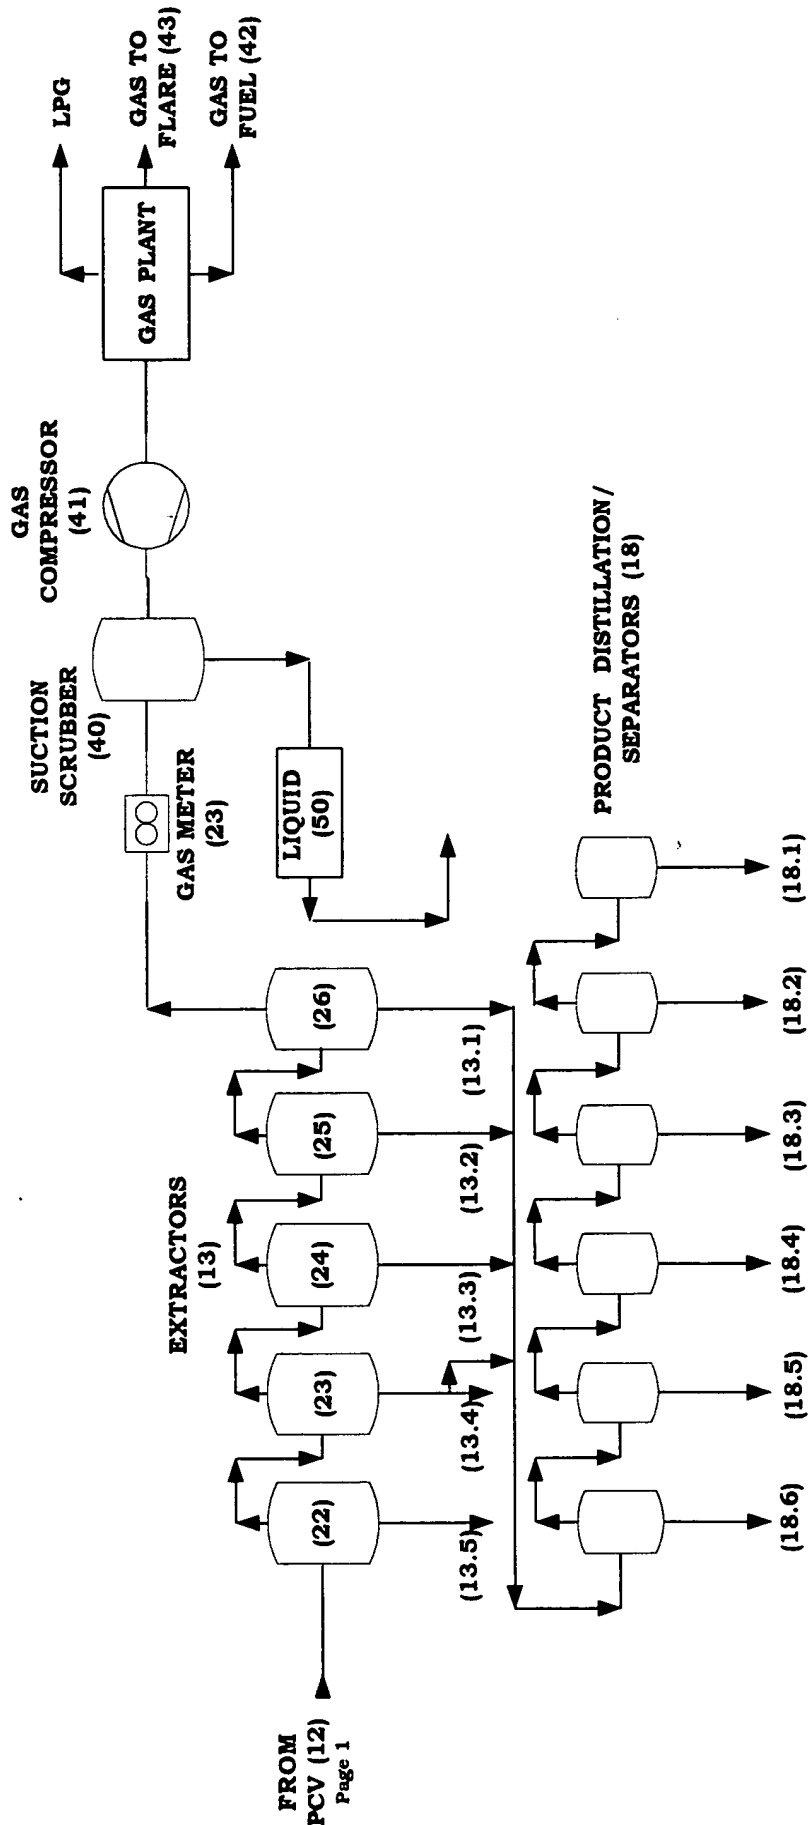 FROM
PCV (12)
Page 1
EXTRACTORS
(13)
(22)
(23)
(24)
(25)
(26)
(13.5)
(13.4)
(13.3)
(13.2)
(13.1)
GAS METER
(23)
SUCTION
SCRUBBER
(40)
GAS
COMPRESSOR
(41)
GAS PLANT
LPG
GAS TO
FLARE (43)
GAS TO
FUEL (42)
LIQUID
(50)
PRODUCT DISTILLATION/
SEPARATORS (18)
(18.6)
(18.5)
(18.4)
(18.3)
(18.2)
(18.1)